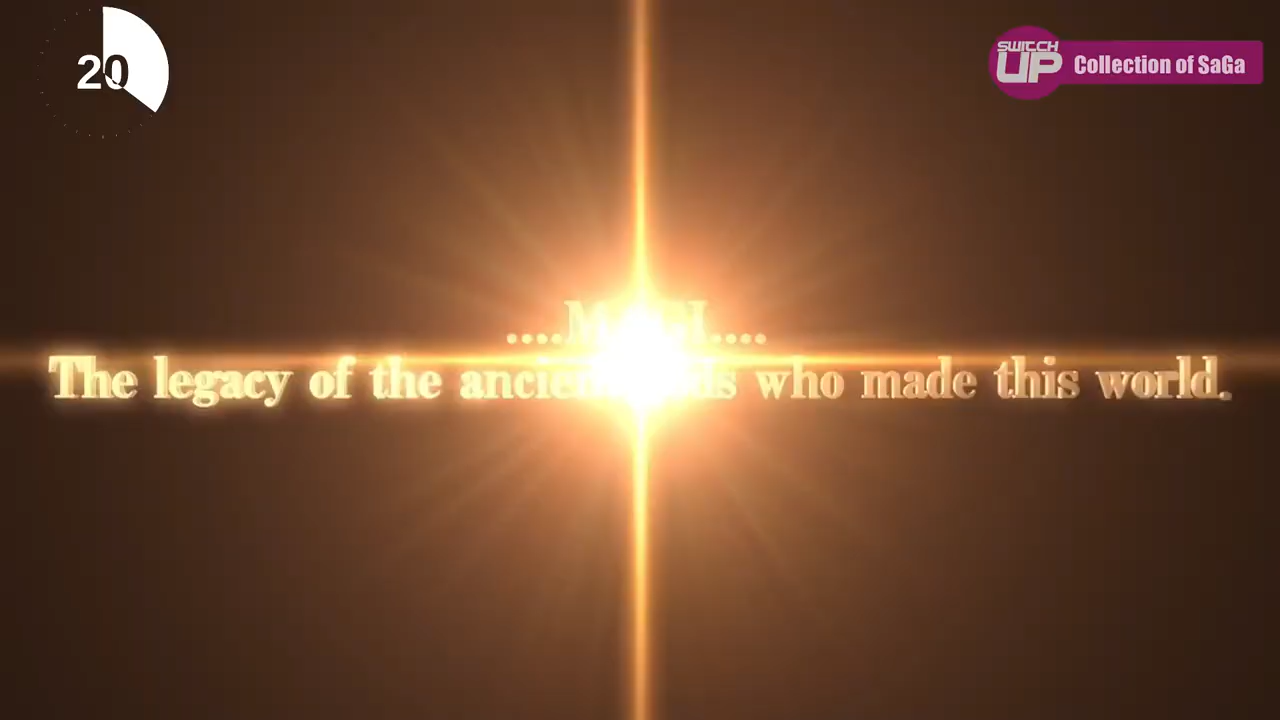 20
SWITCH
UP
Collection of SaGa
The legacy of the who made this world.